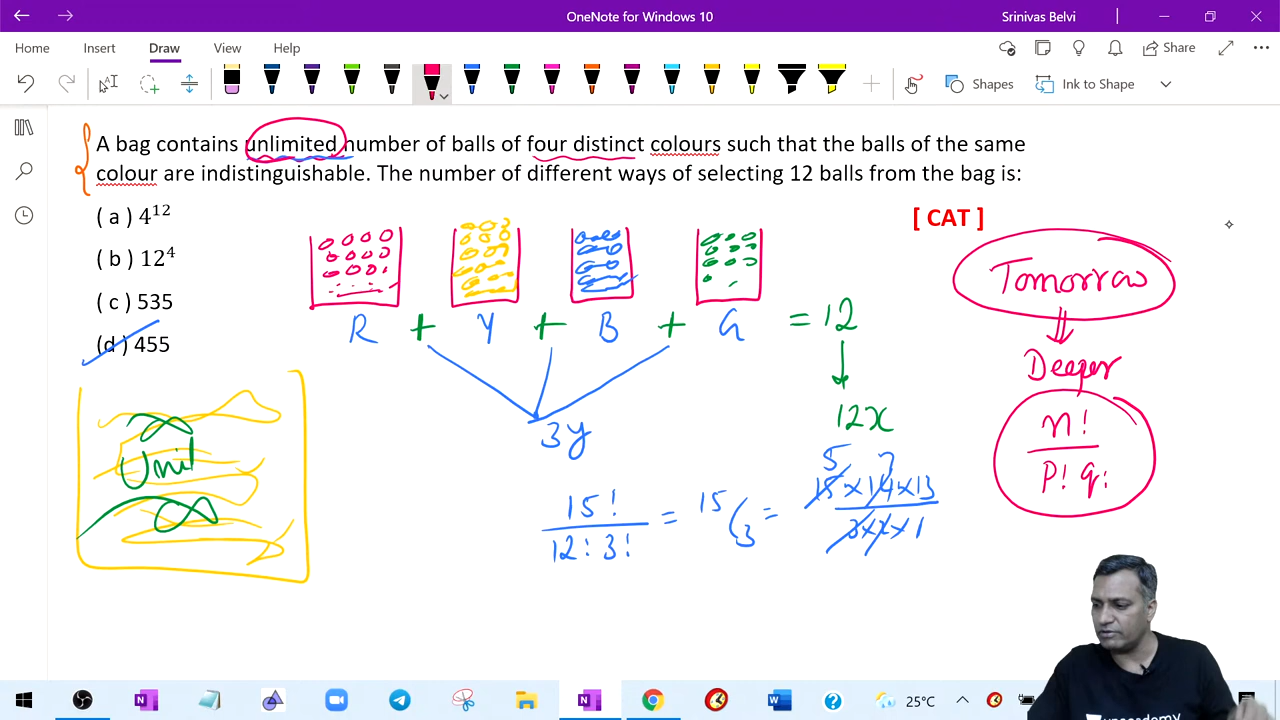 OneNote for Windows 10
Srinivas Belvi
Home Insert Draw View Help
Share
Shapes
Ink to Shape
A bag contains unlimited number of balls of four distinct colours such that the balls of the same
colour are indistinguishable. The number of different ways of selecting 12 balls from the bag is:
( a ) 4¹²
( b ) 12⁴
( c ) 535
(d ) 455
[ CAT ]
R + Y + B + G = 12
12x
3y
15! / 12! 3! = ¹⁵C₃ = 15×14×13 / 3×2×1
5 7
Tomorrow
Deeper
n! / P! q!
Unil
25°C